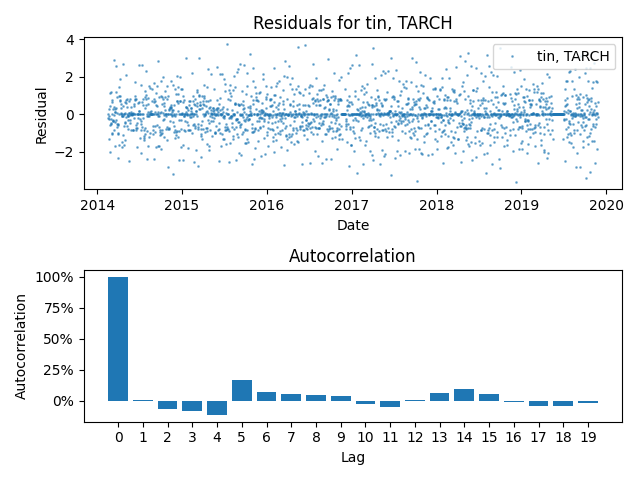 Residuals for tin, TARCH
4
2
0
−2
Residual
tin, TARCH
2014 2015 2016 2017 2018 2019 2020
Date
Autocorrelation
100%
75%
50%
25%
0%
Autocorrelation
0 1 2 3 4 5 6 7 8 9 10 11 12 13 14 15 16 17 18 19
Lag